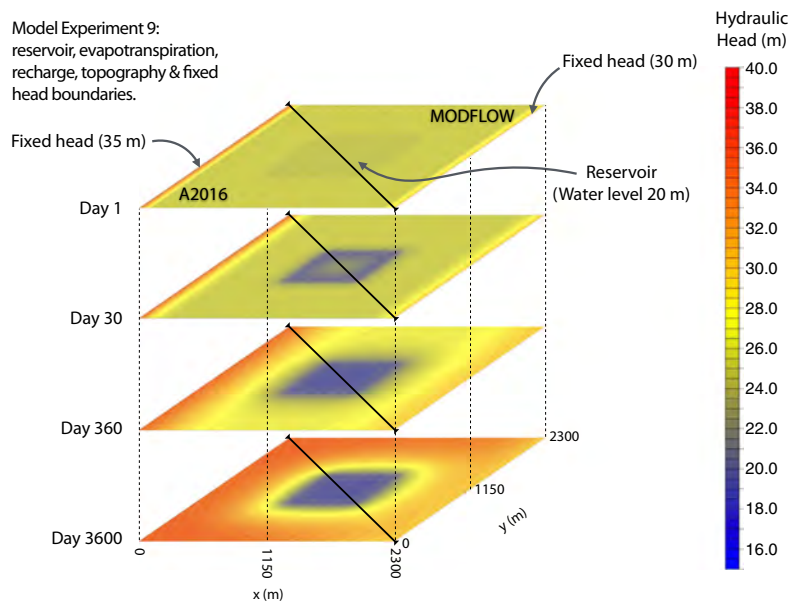 Model Experiment 9:
reservoir, evapotranspiration,
recharge, topography & fixed
head boundaries.
Hydraulic
Head (m)
Fixed head (30 m)
Fixed head (35 m)
MODFLOW
A2016
Reservoir
(Water level 20 m)
Day 1
Day 30
Day 360
Day 3600
0
1150
2300
x (m)
0
1150
2300
y (m)
40.0
38.0
36.0
34.0
32.0
30.0
28.0
26.0
24.0
22.0
20.0
18.0
16.0